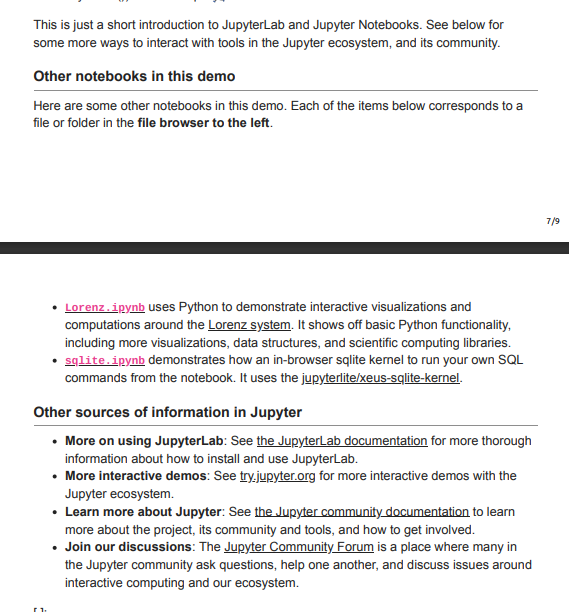 This is just a short introduction to JupyterLab and Jupyter Notebooks. See below for
some more ways to interact with tools in the Jupyter ecosystem, and its community.
Other notebooks in this demo
Here are some other notebooks in this demo. Each of the items below corresponds to a
file or folder in the file browser to the left.
7/9
• Lorenz.ipynb uses Python to demonstrate interactive visualizations and
computations around the Lorenz system. It shows off basic Python functionality,
including more visualizations, data structures, and scientific computing libraries.
• sqlite.ipynb demonstrates how an in-browser sqlite kernel to run your own SQL
commands from the notebook. It uses the jupyterlite/xeus-sqlite-kernel.
Other sources of information in Jupyter
• More on using JupyterLab: See the JupyterLab documentation for more thorough
information about how to install and use JupyterLab.
• More interactive demos: See try.jupyter.org for more interactive demos with the
Jupyter ecosystem.
• Learn more about Jupyter: See the Jupyter community documentation to learn
more about the project, its community and tools, and how to get involved.
• Join our discussions: The Jupyter Community Forum is a place where many in
the Jupyter community ask questions, help one another, and discuss issues around
interactive computing and our ecosystem.
[ ]: